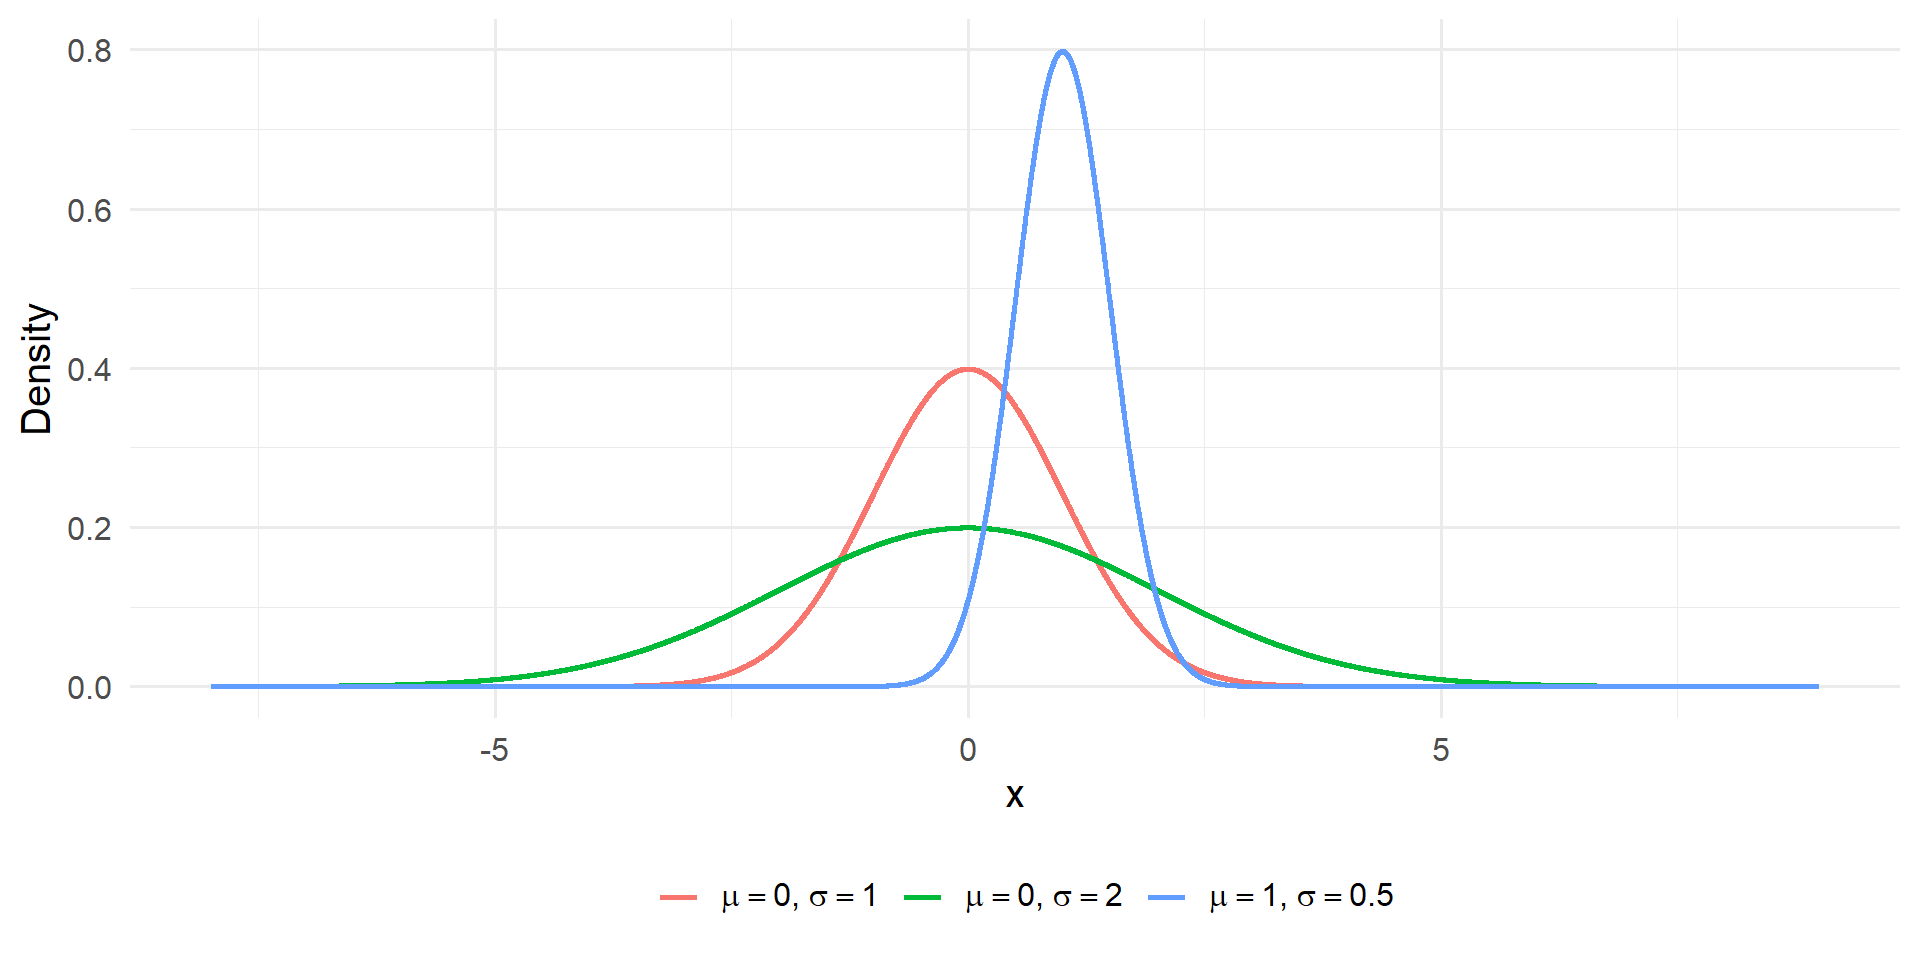 0.8
0.6
0.4
0.2
0.0
Density
-5 0 5
x
μ = 0, σ = 1 μ = 0, σ = 2 μ = 1, σ = 0.5